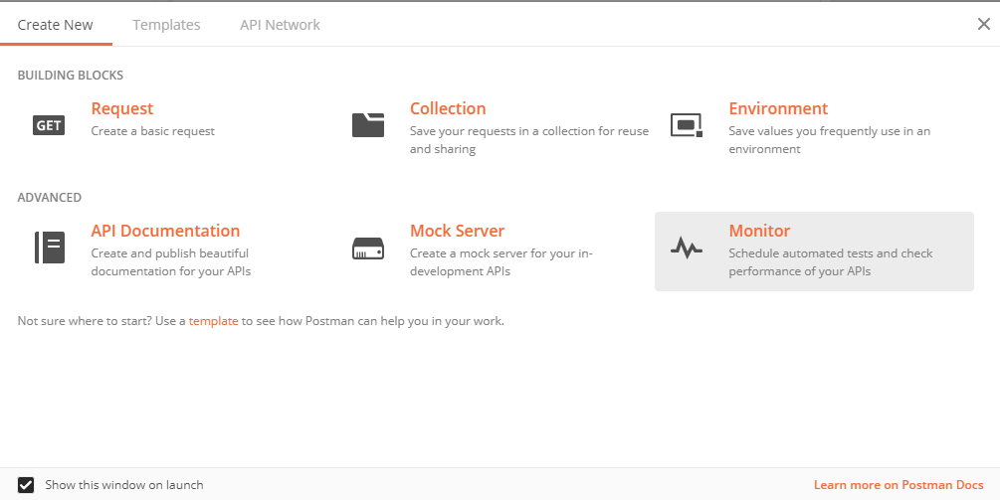 Create New Templates API Network
BUILDING BLOCKS
GET
Request
Create a basic request
Collection
Save your requests in a collection for reuse
and sharing
Environment
Save values you frequently use in an
environment
ADVANCED
API Documentation
Create and publish beautiful
documentation for your APIs
Mock Server
Create a mock server for your in-
development APIs
Monitor
Schedule automated tests and check
performance of your APIs
Not sure where to start? Use a template to see how Postman can help you in your work.
Show this window on launch
Learn more on Postman Docs